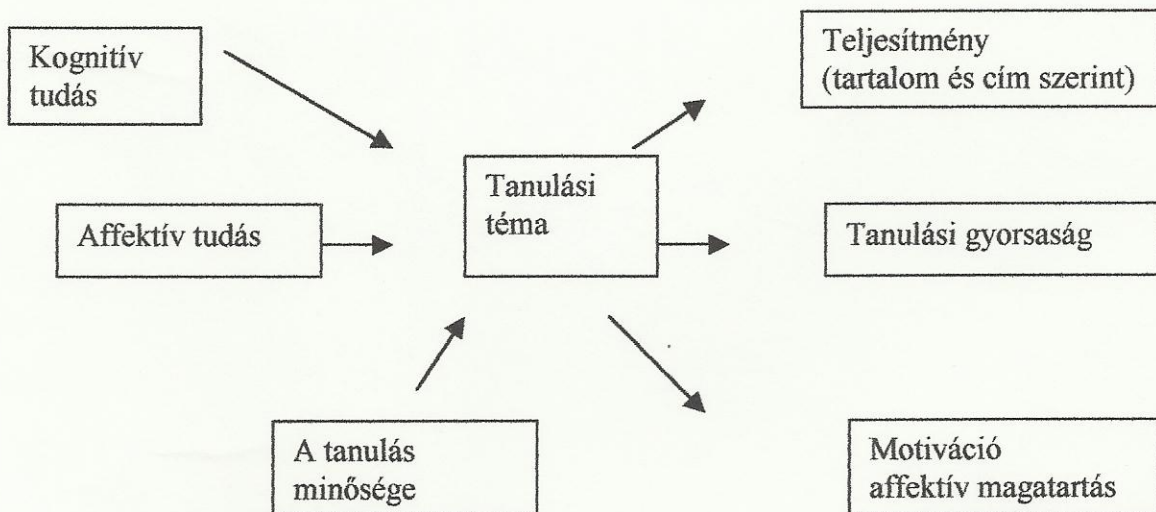 Kognitív
tudás
Affektív tudás
A tanulás
minősége
Tanulási
téma
Teljesítmény
(tartalom és cím szerint)
Tanulási gyorsaság
Motiváció
affektív magatartás